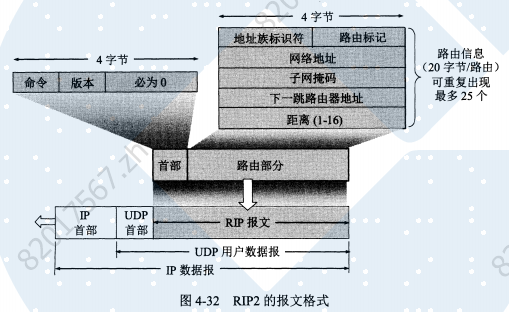 4 字节
地址族标识符 路由标记
网络地址
子网掩码
下一跳路由器地址
距离 (1-16)
路由信息
（20 字节/路由）
可重复出现
最多 25 个
4 字节
命令 版本 必为 0
首部 路由部分
IP
首部
UDP
首部
RIP 报文
UDP 用户数据报
IP 数据报
图 4-32 RIP2 的报文格式